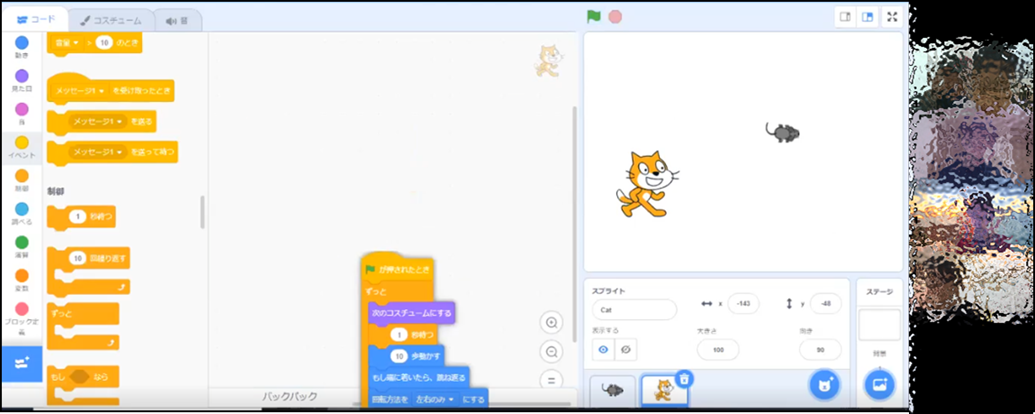 コード
コスチューム
音
動き
見た目
音
イベント
制御
調べる
演算
変数
ブロック定義
音量 > 10 のとき
メッセージ1 を受け取ったとき
メッセージ1 を送る
メッセージ1 を送って待つ
制御
1 秒待つ
10 回繰り返す
ずっと
もし なら
が押されたとき
ずっと
次のコスチュームにする
1 秒待つ
10 歩動かす
もし端に着いたら、跳ね返る
回転方法を 左右のみ にする
バックパック
スプライト
Cat
x -143
y -48
表示する
大きさ
100
向き
90
ステージ
背景